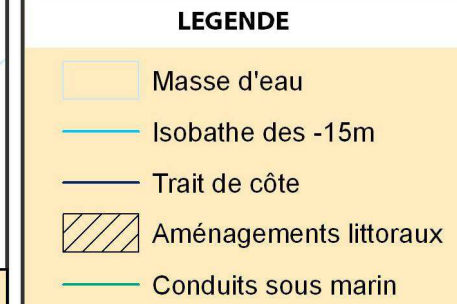 LEGENDE
Masse d'eau
Isobathe des -15m
Trait de côte
Aménagements littoraux
Conduits sous marin